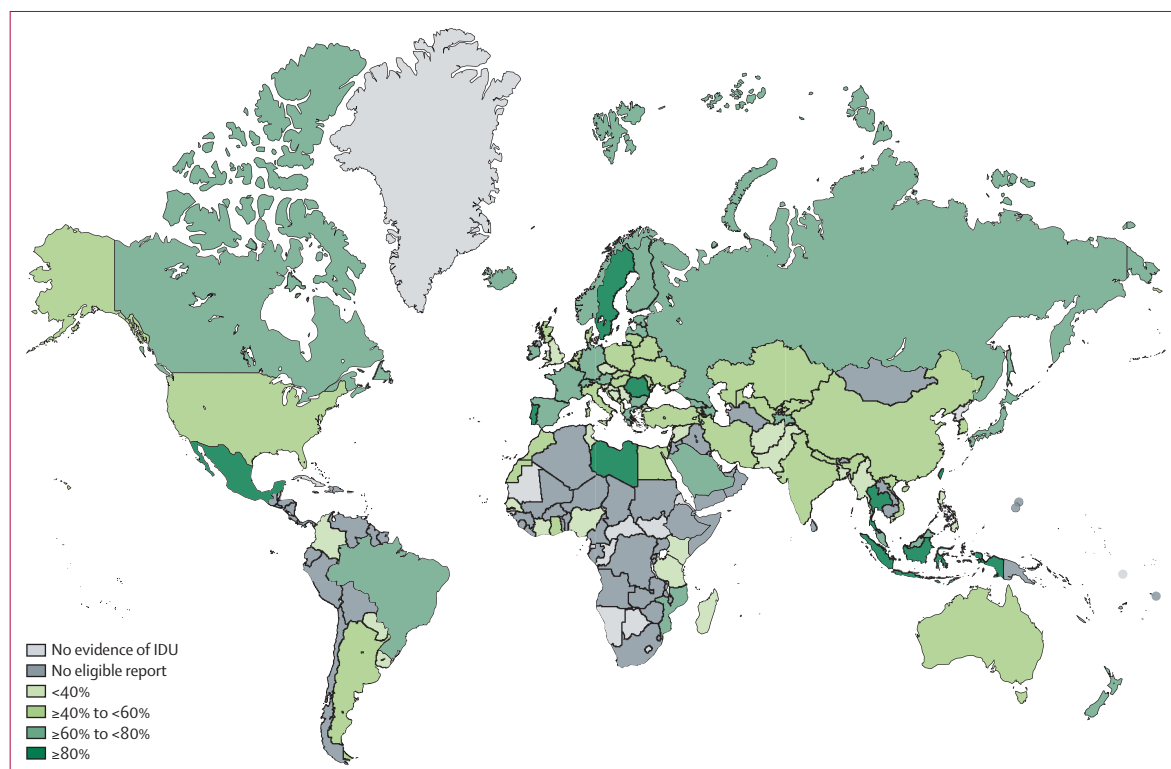 No evidence of IDU
No eligible report
<40%
≥40% to <60%
≥60% to <80%
≥80%